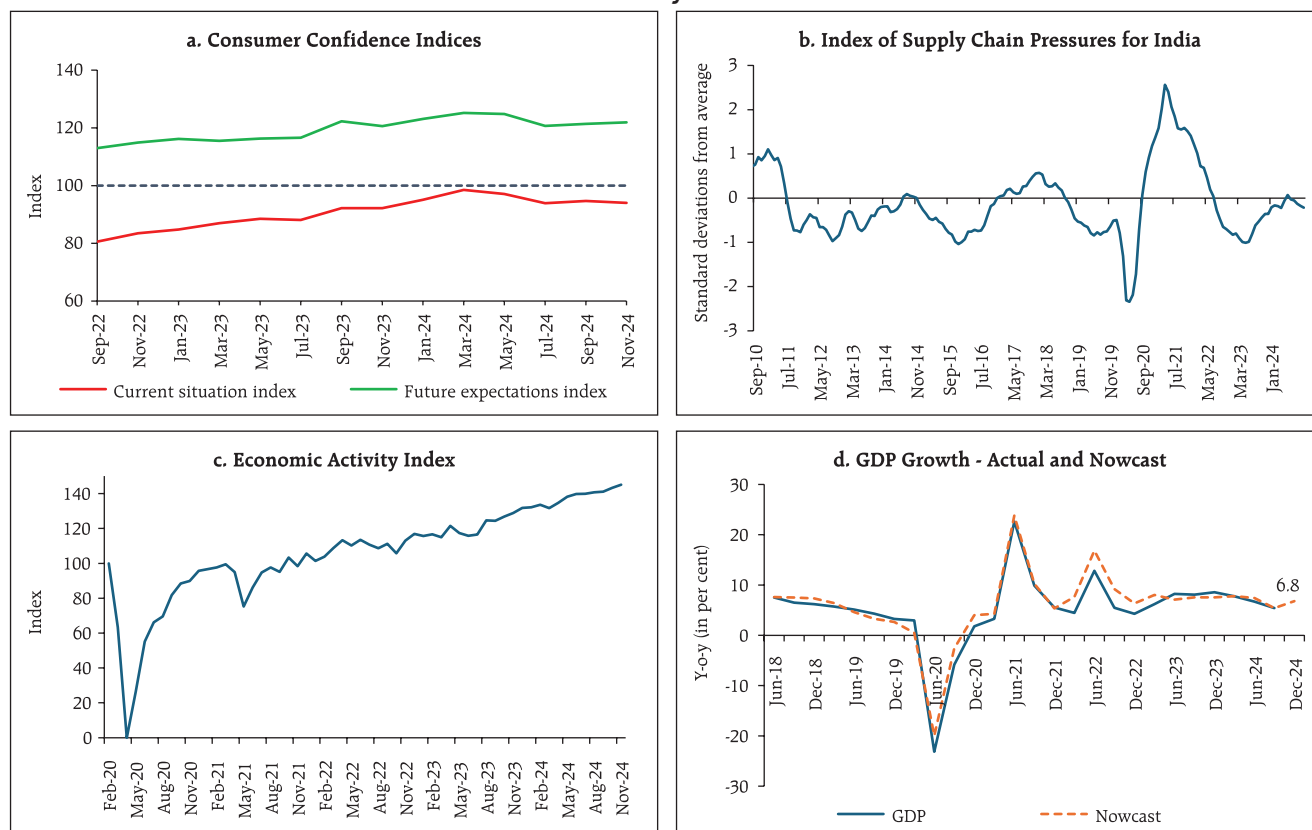 a. Consumer Confidence Indices
140
120
100
80
60
Index
Sep-22
Nov-22
Jan-23
Mar-23
May-23
Jul-23
Sep-23
Nov-23
Jan-24
Mar-24
May-24
Jul-24
Sep-24
Nov-24
Current situation index
Future expectations index
b. Index of Supply Chain Pressures for India
3
2
1
0
-1
-2
-3
Standard deviations from average
Sep-10
Jul-11
May-12
Mar-13
Jan-14
Nov-14
Sep-15
Jul-16
May-17
Mar-18
Jan-19
Nov-19
Sep-20
Jul-21
May-22
Mar-23
Jan-24
c. Economic Activity Index
140
120
100
80
60
40
20
0
Index
Feb-20
May-20
Aug-20
Nov-20
Feb-21
May-21
Aug-21
Nov-21
Feb-22
May-22
Aug-22
Nov-22
Feb-23
May-23
Aug-23
Nov-23
Feb-24
May-24
Aug-24
Nov-24
d. GDP Growth - Actual and Nowcast
30
20
10
0
-10
-20
-30
Y-o-y (in per cent)
6.8
Jun-18
Dec-18
Jun-19
Dec-19
Jun-20
Dec-20
Jun-21
Dec-21
Jun-22
Dec-22
Jun-23
Dec-23
Jun-24
Dec-24
GDP
Nowcast